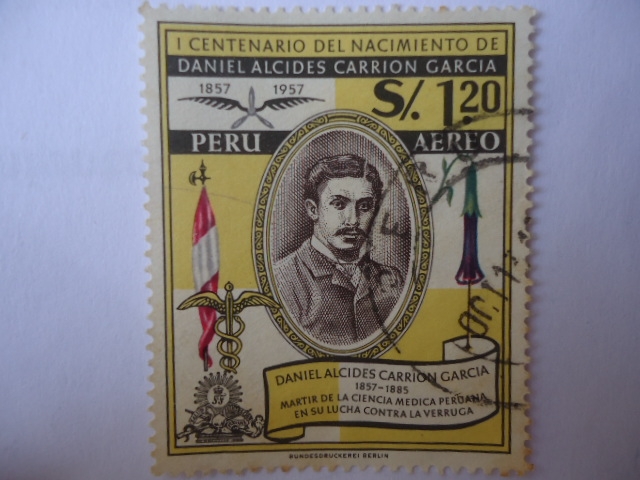 I CENTENARIO DEL NACIMIENTO DE
DANIEL ALCIDES CARRION GARCIA
1857 1957
S/. 1.20
PERU AEREO
DANIEL ALCIDES CARRION GARCIA
1857-1885
MARTIR DE LA CIENCIA MEDICA PERUANA
EN SU LUCHA CONTRA LA VERRUGA
BUNDESDRUCKEREI BERLIN